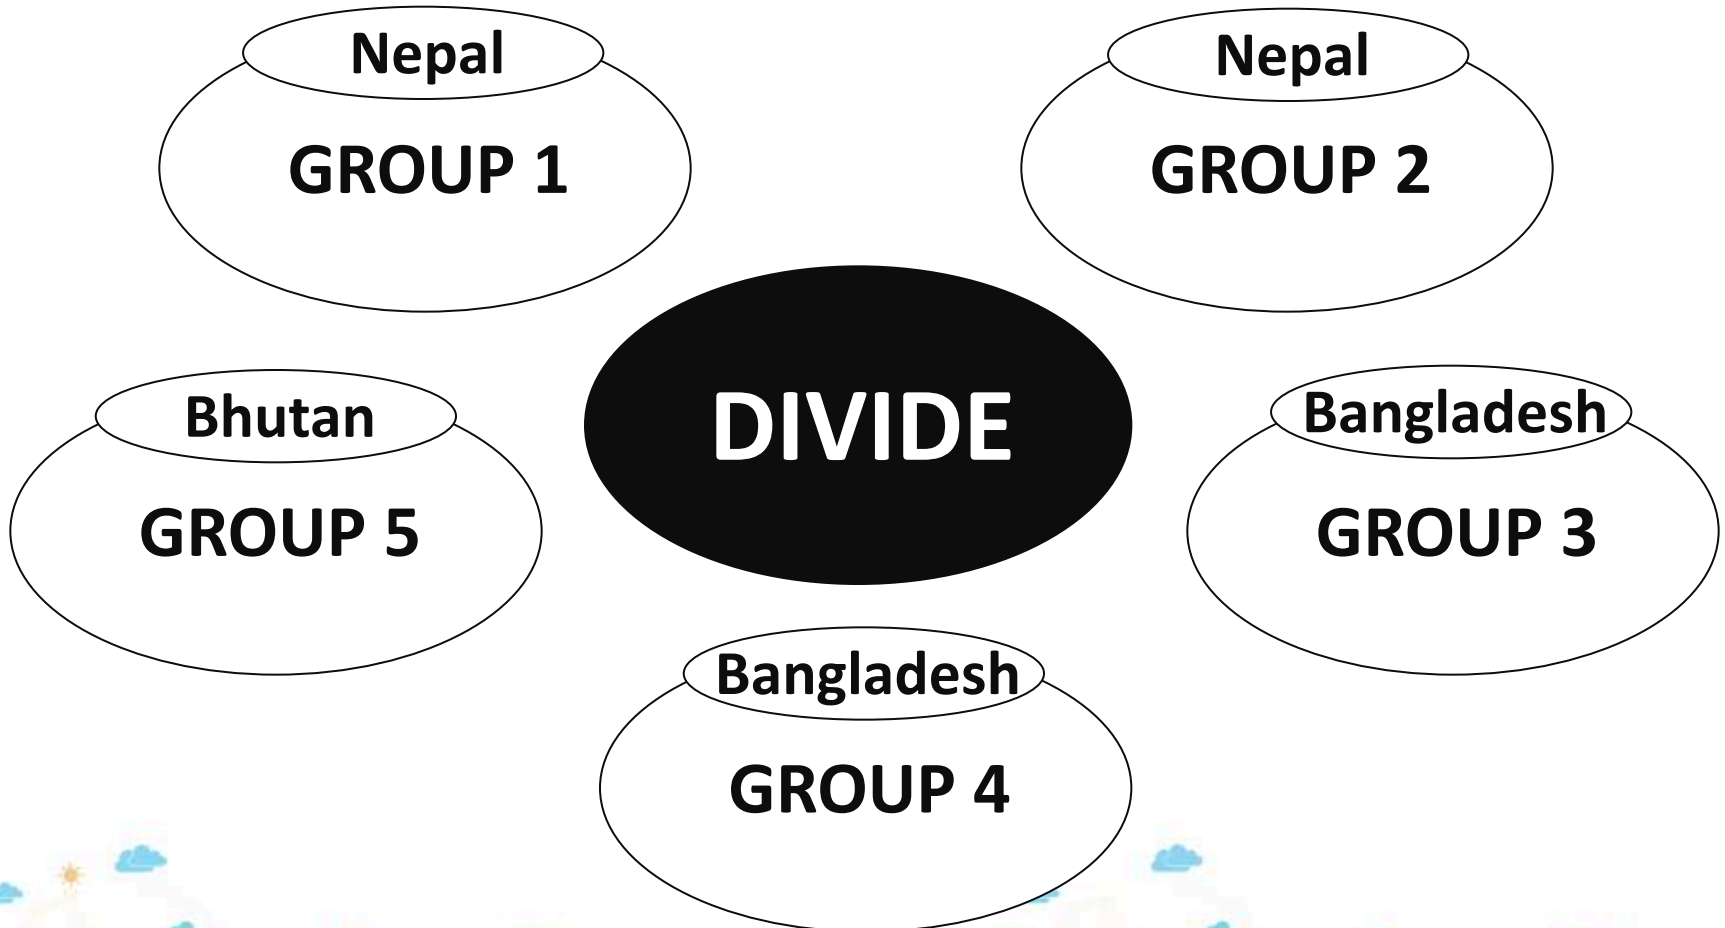 Nepal
GROUP 1
Nepal
GROUP 2
DIVIDE
Bhutan
GROUP 5
Bangladesh
GROUP 3
Bangladesh
GROUP 4